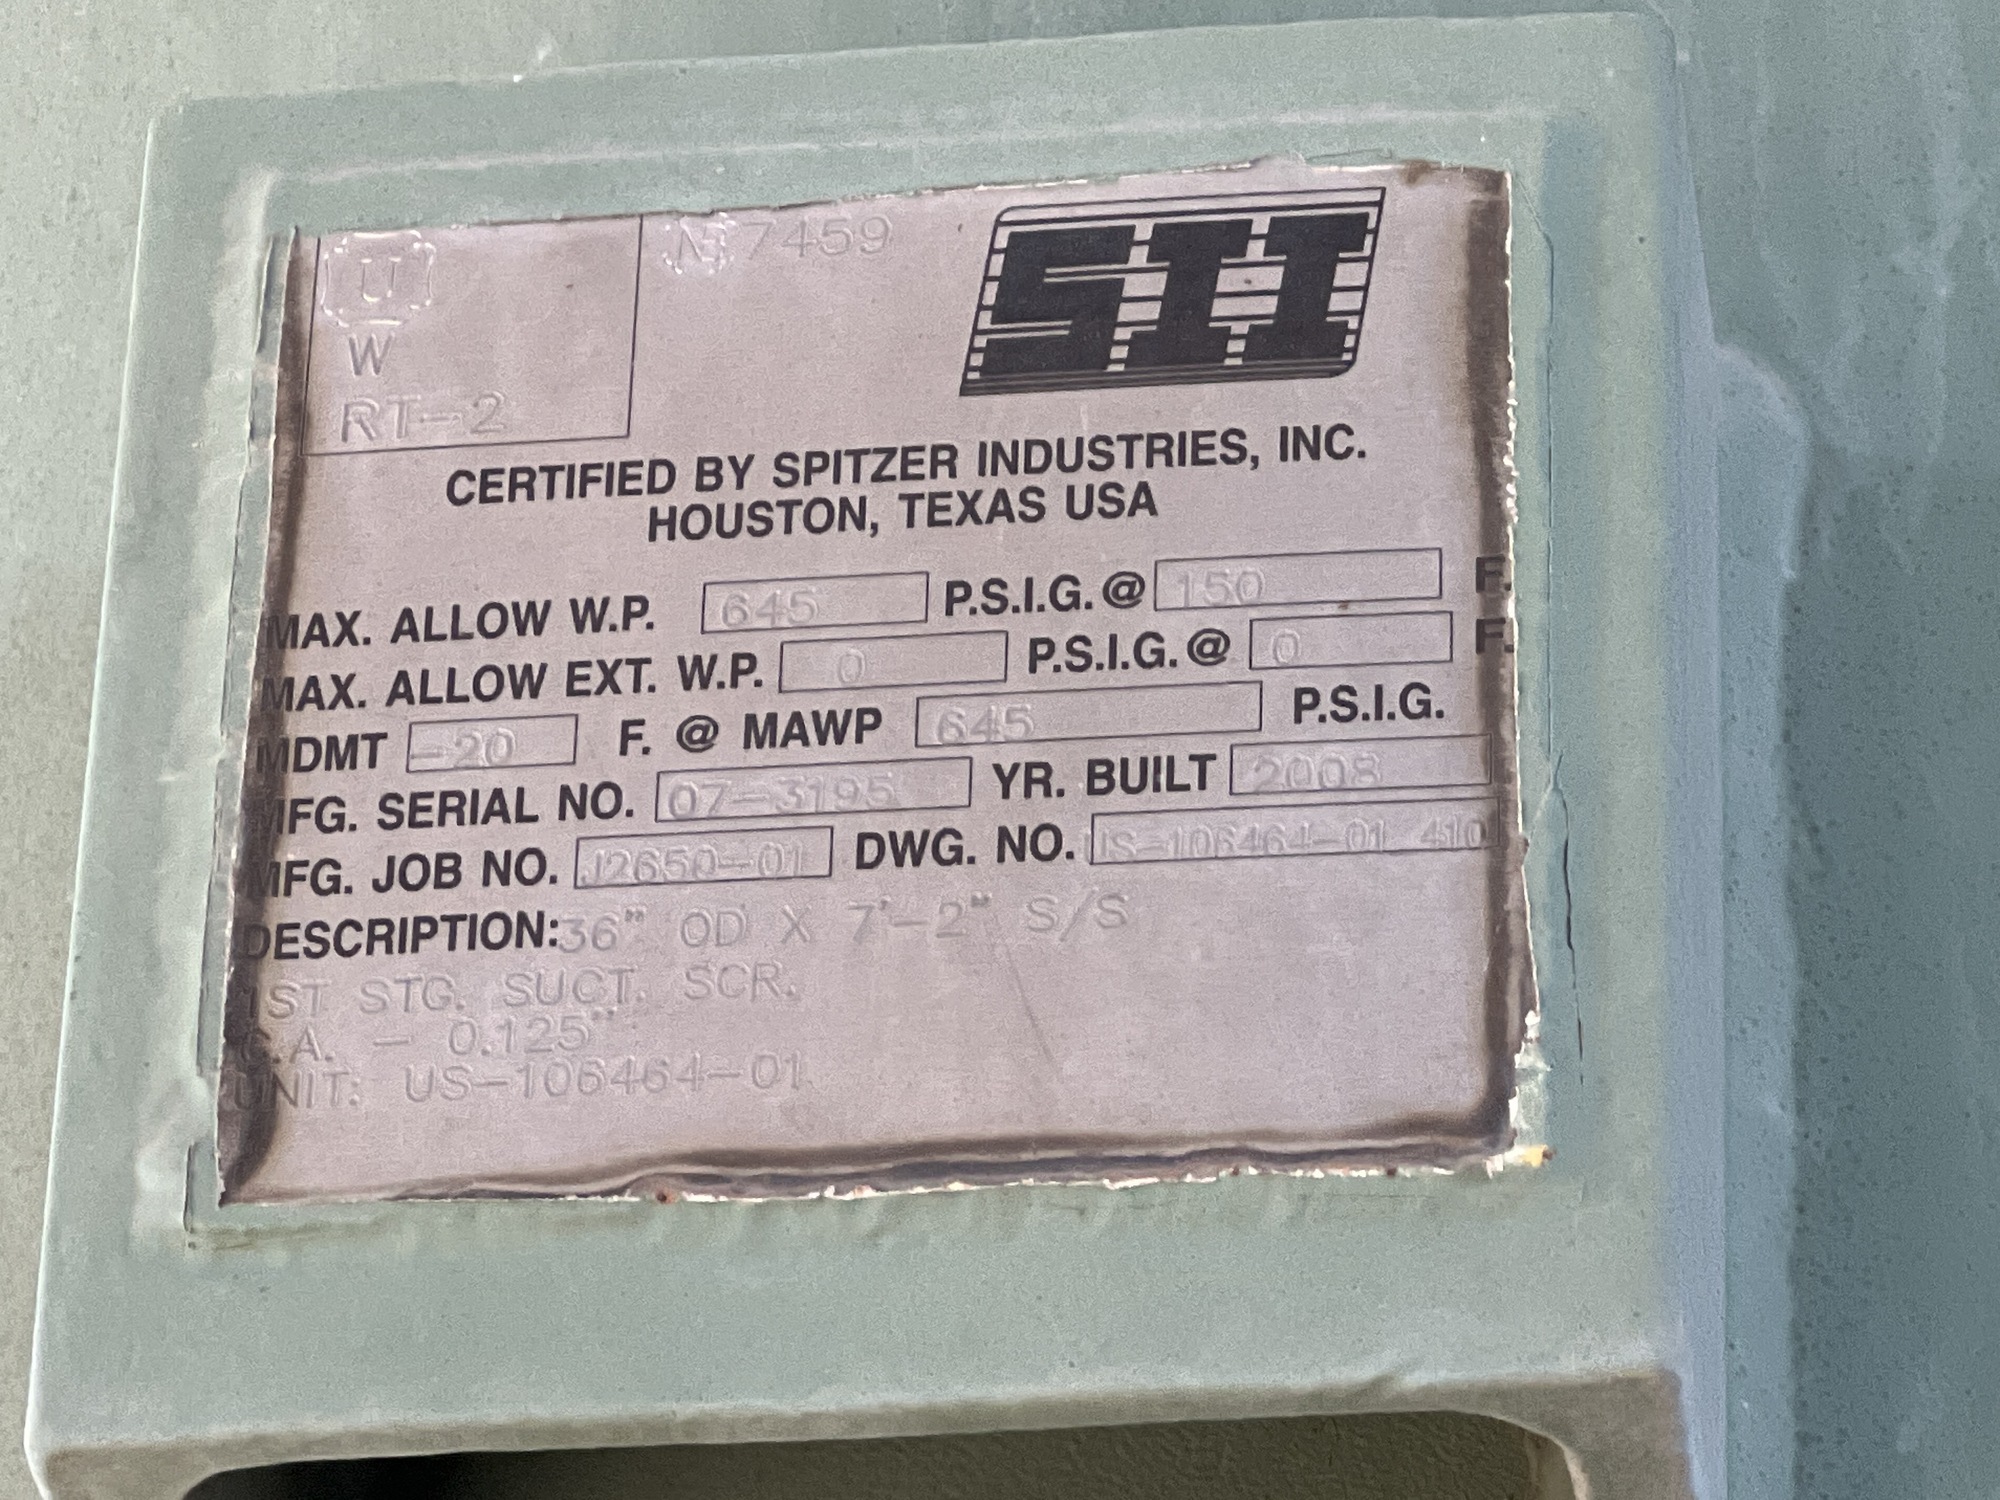 U
W
RT-2
NB 7459
SII
CERTIFIED BY SPITZER INDUSTRIES, INC.
HOUSTON, TEXAS USA
MAX. ALLOW W.P. 645 P.S.I.G. @ 150 F.
MAX. ALLOW EXT. W.P. 0 P.S.I.G. @ 0 F.
MDMT -20 F. @ MAWP 645 P.S.I.G.
MFG. SERIAL NO. 07-3195 YR. BUILT 2008
MFG. JOB NO. J2650-01 DWG. NO. US-106464-01 410
DESCRIPTION: 36" OD X 7'-2" S/S
1ST STG. SUCT. SCR.
C.A. - 0.125"
UNIT: US-106464-01